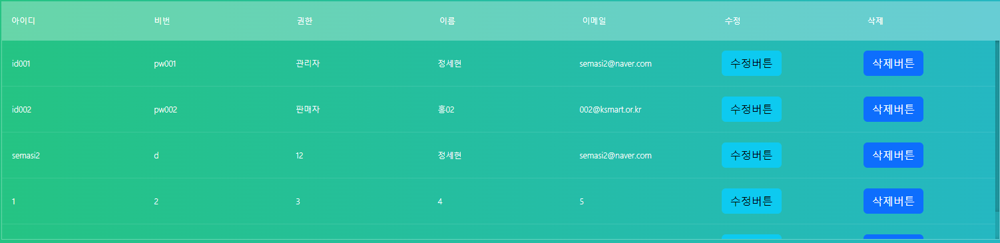 아이디 비번 권한 이름 이메일 수정 삭제
id001 pw001 관리자 정세현 semasi2@naver.com 수정버튼 삭제버튼
id002 pw002 판매자 홍02 002@ksmart.or.kr 수정버튼 삭제버튼
semasi2 d 12 정세현 semasi2@naver.com 수정버튼 삭제버튼
1 2 3 4 5 수정버튼 삭제버튼